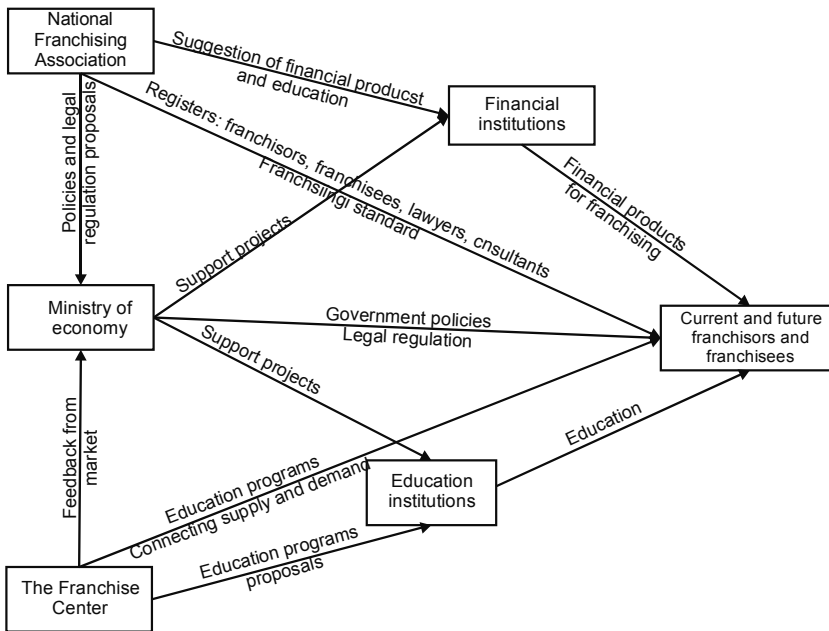 National
Franchising
Association
Suggestion of financial producst
and education
Financial
institutions
Policies and legal
regulation proposals
Registers: franchisors, franchisees, lawyers, cnsultants
Franchsiingi standard
Financial products
for franchising
Support projects
Ministry of
economy
Government policies
Legal regulation
Current and future
franchisors and
franchisees
Support projects
Feedback from
market
Education
Education programs
Connecting supply and demand
Education
institutions
Education programs
proposals
The Franchise
Center